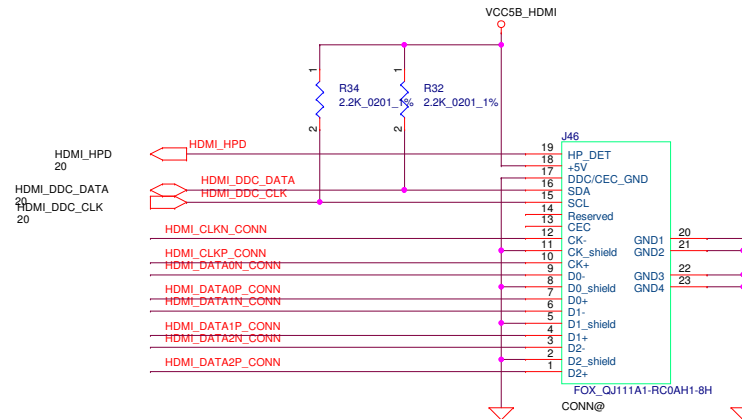 VCC5B_HDMI
1
1
R34
R32
2.2K_0201_1%
2.2K_0201_1%
2
2
J46
HDMI_HPD
HDMI_HPD
20
19
HP_DET
18
+5V
17
DDC/CEC_GND
HDMI_DDC_DATA
20
HDMI_DDC_DATA
16
SDA
HDMI_DDC_CLK
20
HDMI_DDC_CLK
15
SCL
14
Reserved
13
CEC
HDMI_CLKN_CONN
12
CK-
GND1
20
11
CK_shield
GND2
21
HDMI_CLKP_CONN
10
CK+
HDMI_DATA0N_CONN
9
D0-
GND3
22
8
D0_shield
GND4
23
HDMI_DATA0P_CONN
7
D0+
HDMI_DATA1N_CONN
6
D1-
5
D1_shield
HDMI_DATA1P_CONN
4
D1+
HDMI_DATA2N_CONN
3
D2-
2
D2_shield
HDMI_DATA2P_CONN
1
D2+
FOX_QJ111A1-RC0AH1-8H
CONN@